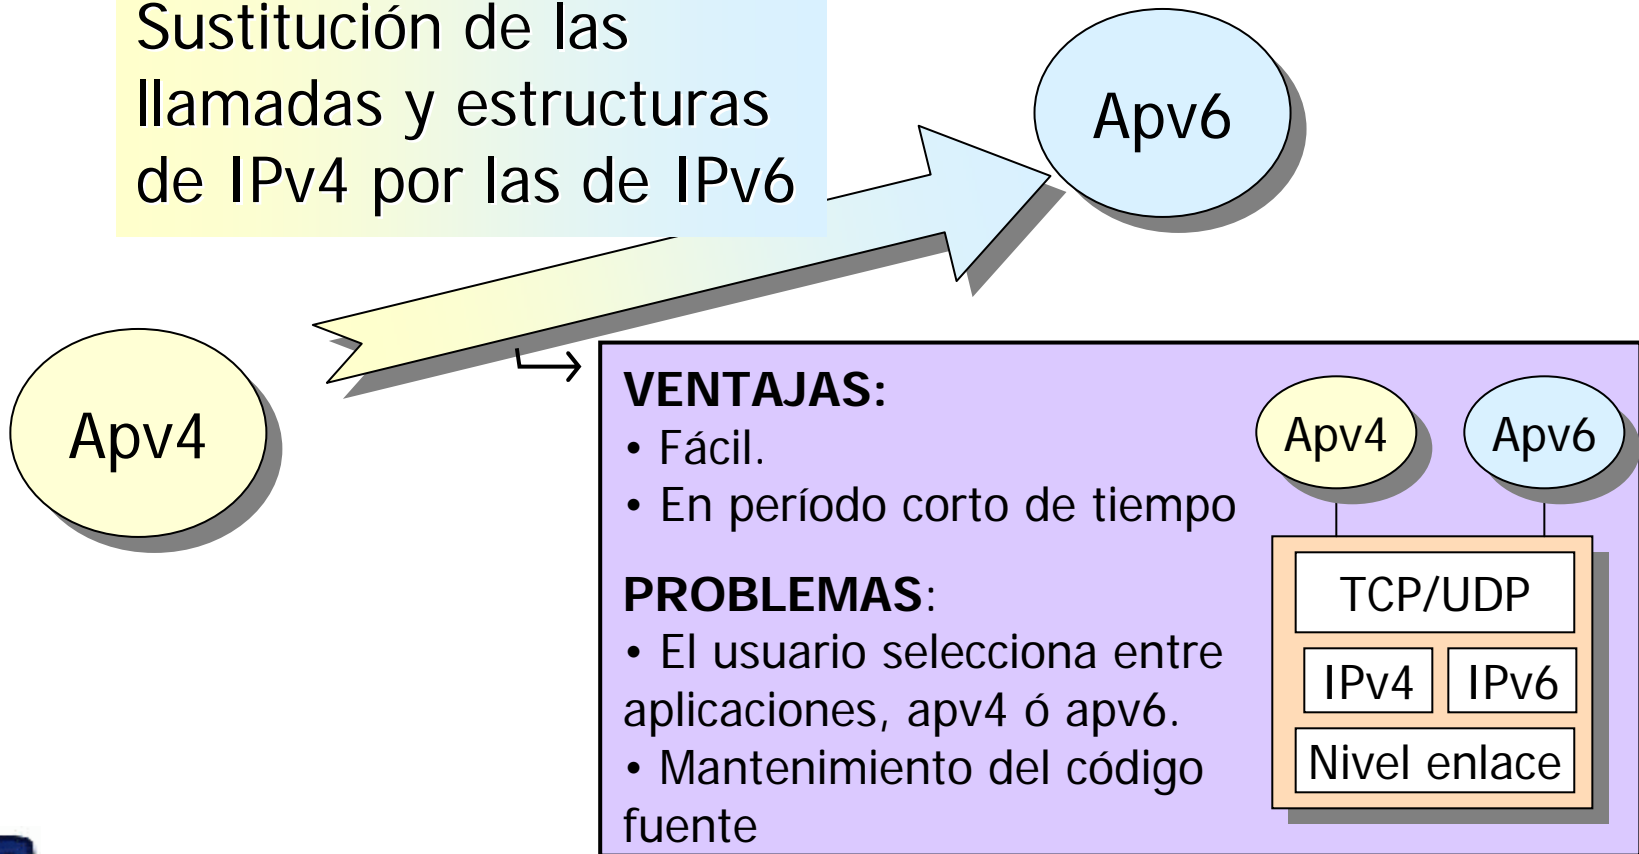 Sustitución de las
llamadas y estructuras
de IPv4 por las de IPv6
Apv6
Apv4
VENTAJAS:
• Fácil.
• En período corto de tiempo
PROBLEMAS:
• El usuario selecciona entre
aplicaciones, apv4 ó apv6.
• Mantenimiento del código
fuente
Apv4
Apv6
TCP/UDP
IPv4
IPv6
Nivel enlace